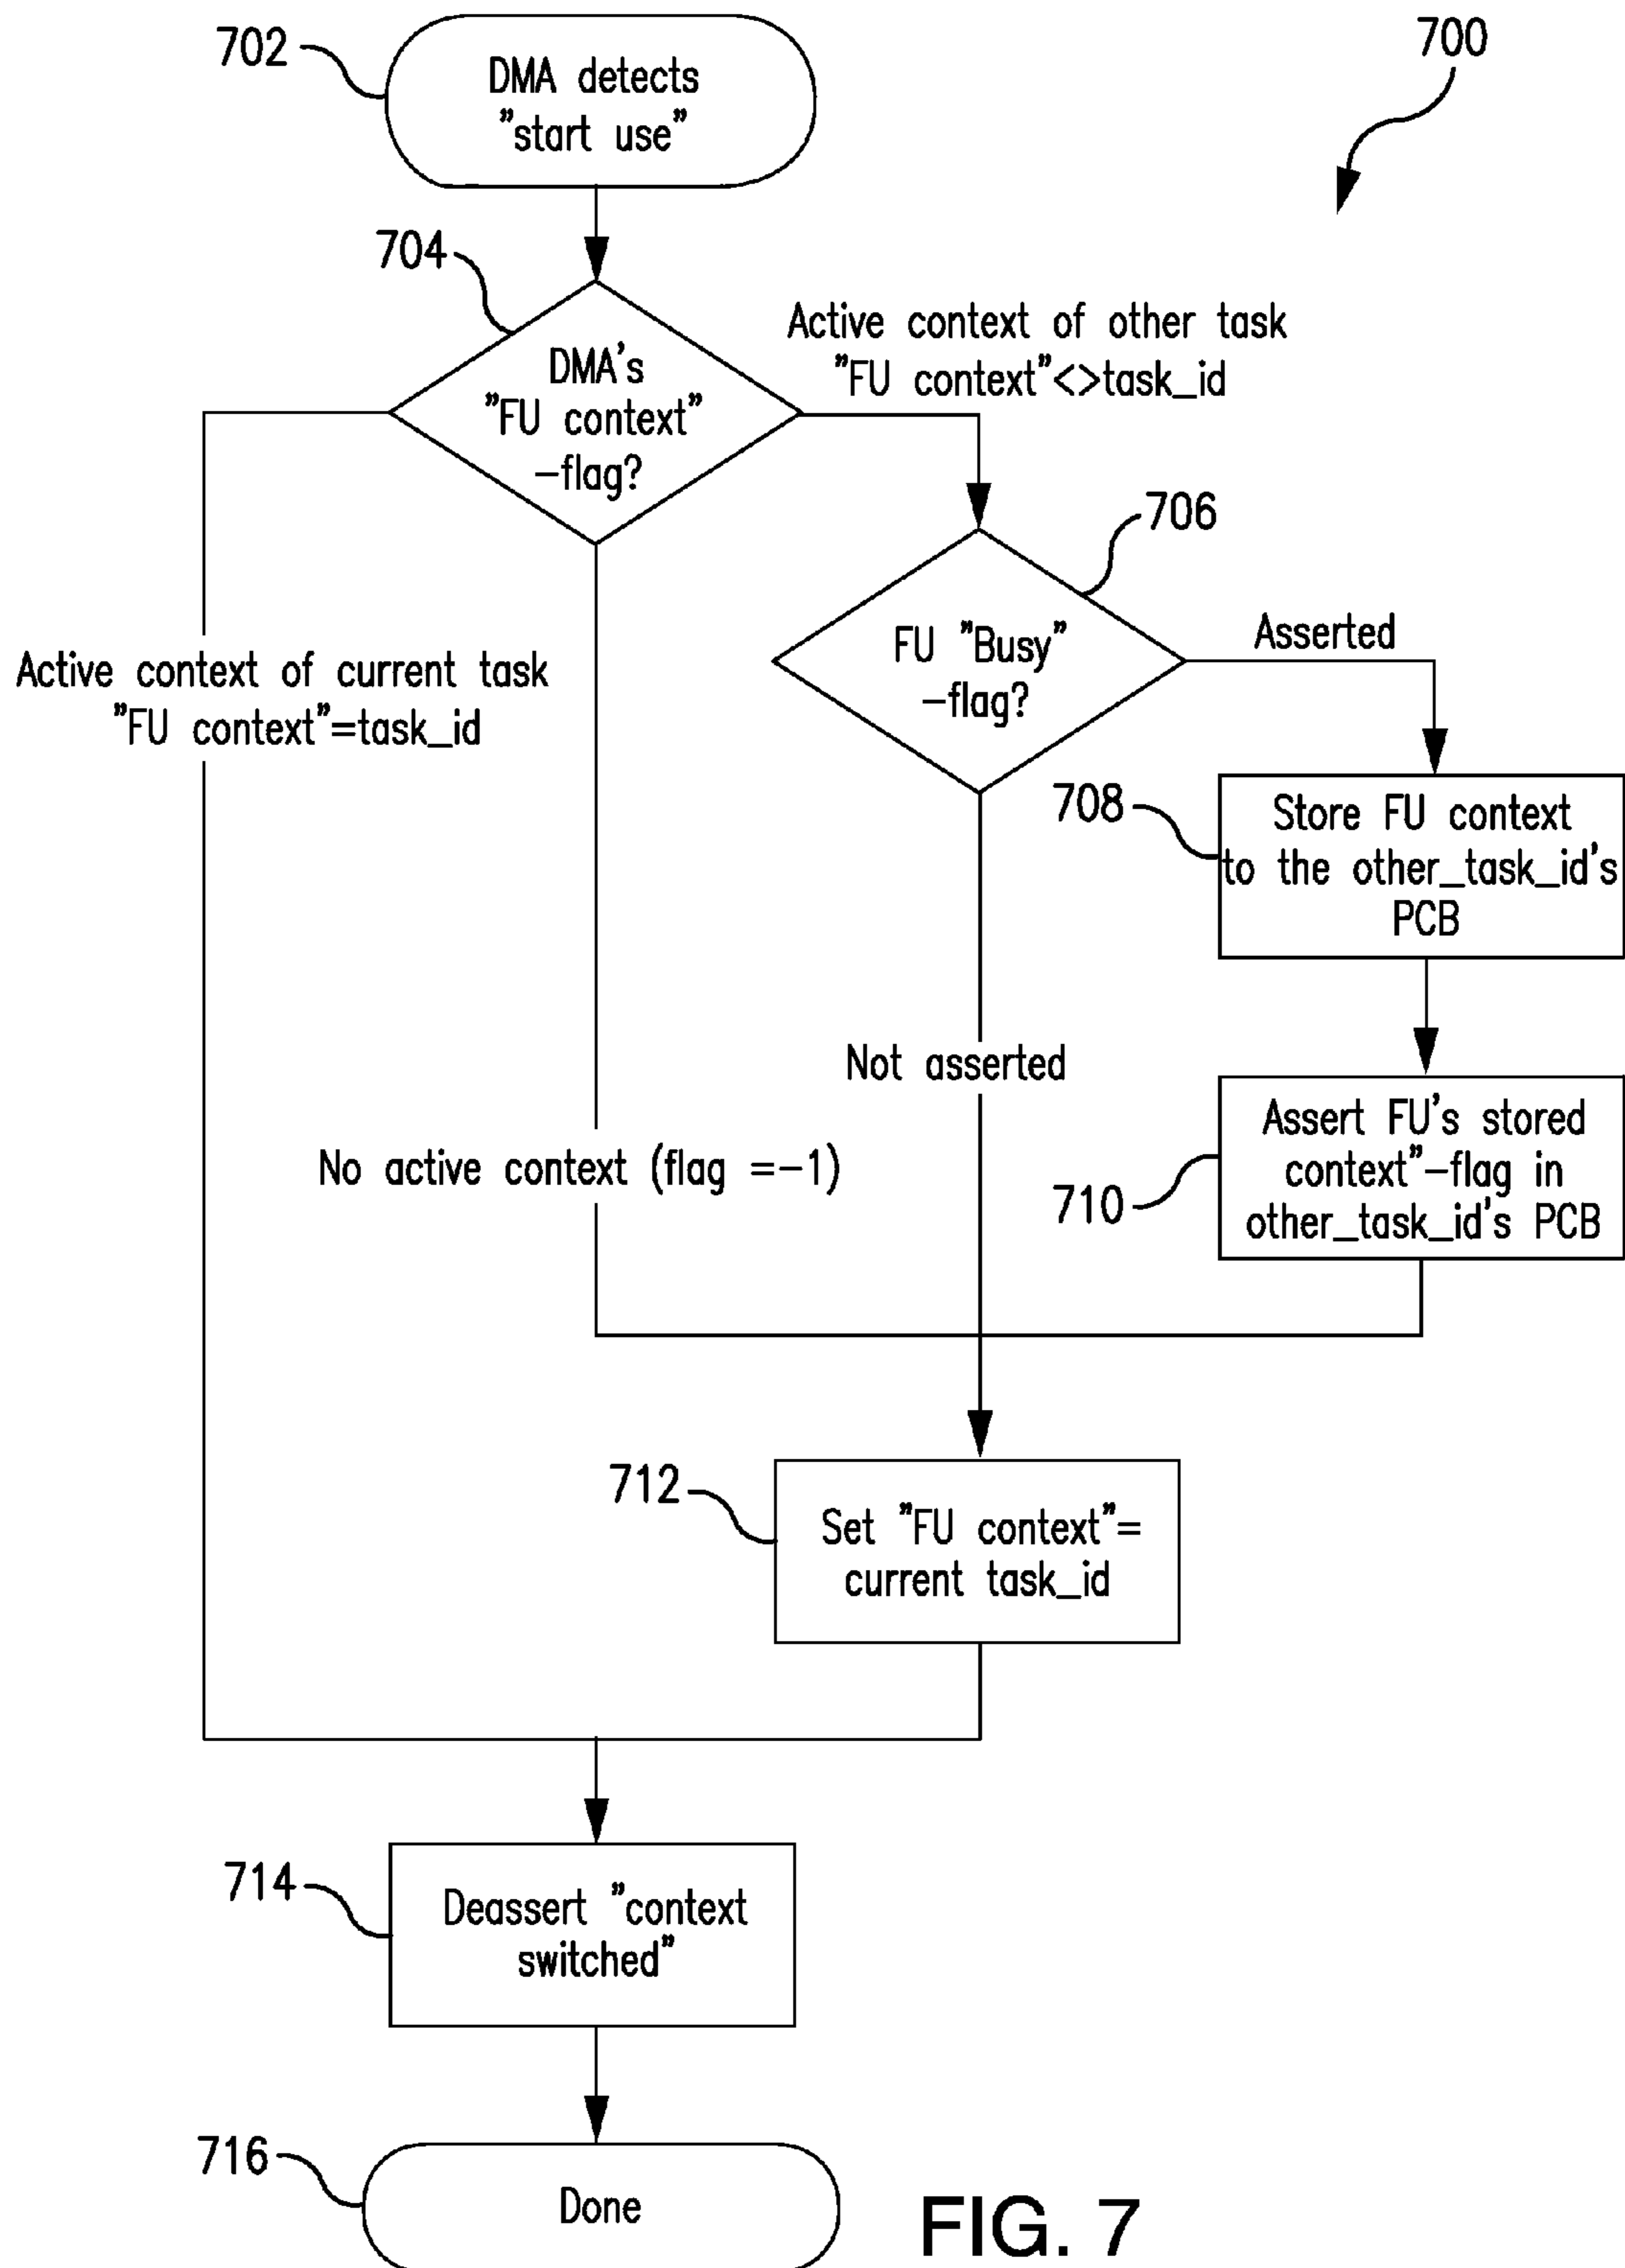 702
DMA detects
"start use"
700
704
DMA's
"FU context"
-flag?
Active context of other task
"FU context"<>task_id
706
FU "Busy"
-flag?
Asserted
Active context of current task
"FU context"=task_id
708
Store FU context
to the other_task_id's
PCB
Not asserted
No active context (flag =-1)
710
Assert FU's stored
context"-flag in
other_task_id's PCB
712
Set "FU context"=
current task_id
714
Deassert "context
switched"
716
Done
FIG. 7